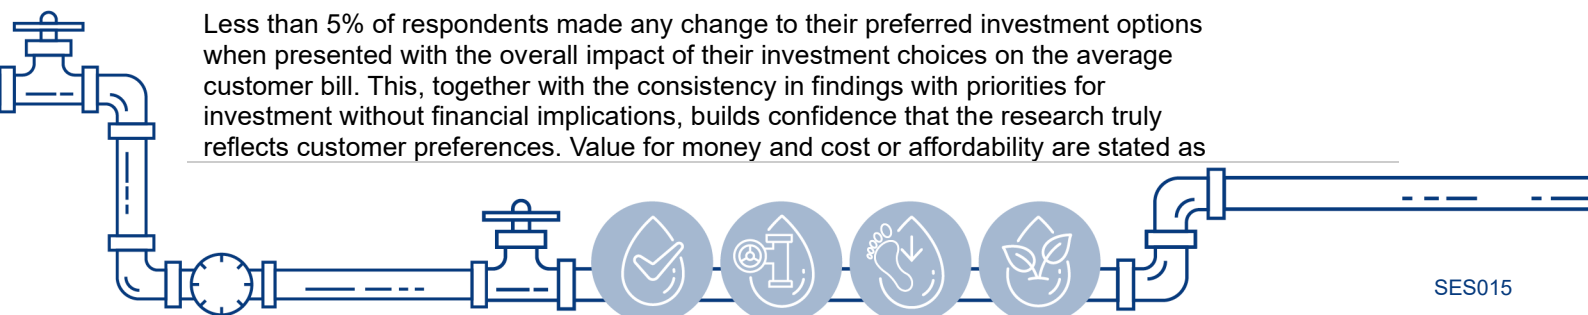 Less than 5% of respondents made any change to their preferred investment options
when presented with the overall impact of their investment choices on the average
customer bill. This, together with the consistency in findings with priorities for
investment without financial implications, builds confidence that the research truly
reflects customer preferences. Value for money and cost or affordability are stated as
SES015